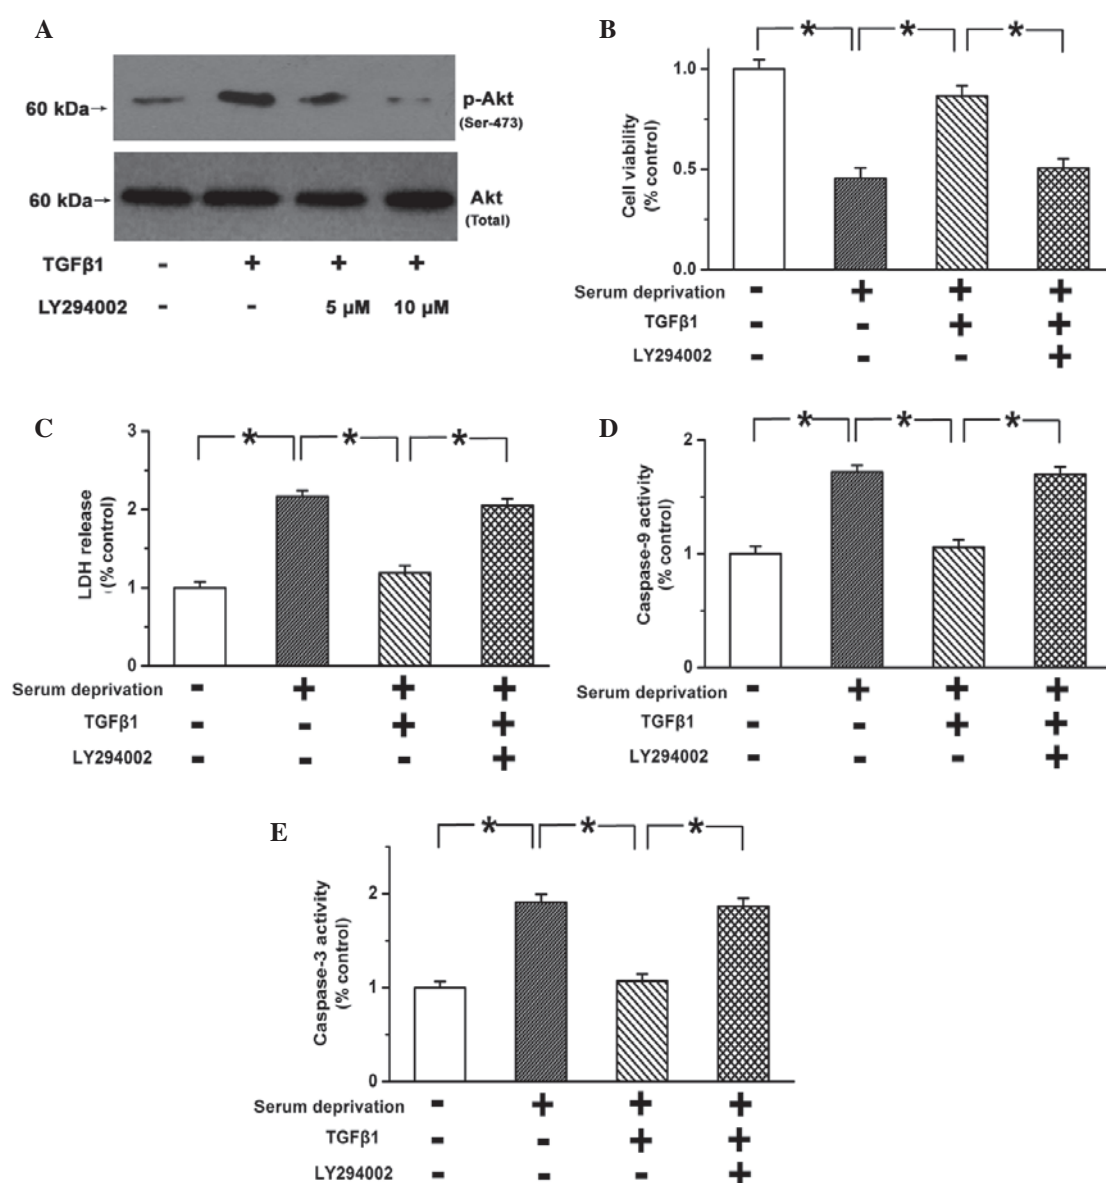 A
60 kDa→
p-Akt
(Ser-473)
60 kDa→
Akt
(Total)
TGFβ1 - + + +
LY294002 - - 5 μM 10 μM
B
* * *
Cell viability
(% control)
1.0
0.5
0.0
Serum deprivation - + + +
TGFβ1 - - + +
LY294002 - - - +
C
* * *
LDH release
(% control)
3
2
1
0
Serum deprivation - + + +
TGFβ1 - - + +
LY294002 - - - +
D
* * *
Caspase-9 activity
(% control)
2
1
0
Serum deprivation - + + +
TGFβ1 - - + +
LY294002 - - - +
E
* * *
Caspase-3 activity
(% control)
2
1
0
Serum deprivation - + + +
TGFβ1 - - + +
LY294002 - - - +